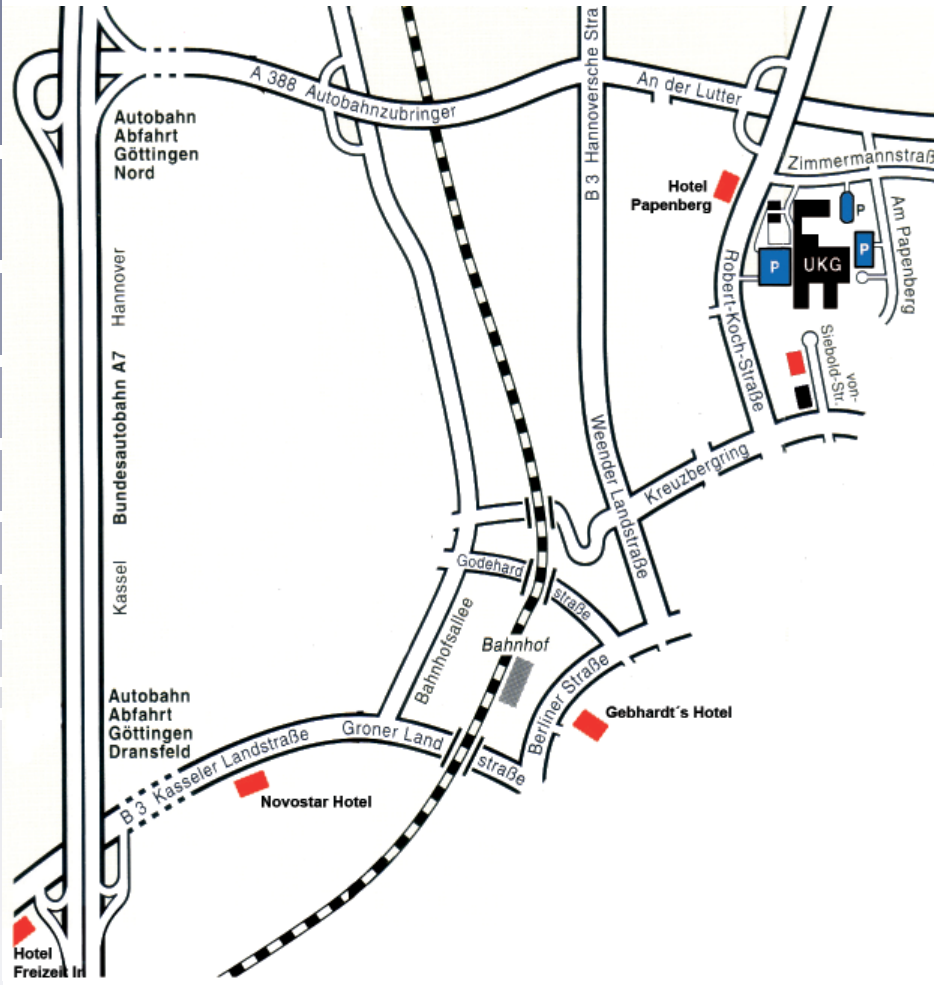 A 388 Autobahnzubringer
B 3 Hannoversche Stra
An der Lutter
Zimmermannstraß
Autobahn
Abfahrt
Göttingen
Nord
Hotel
Papenberg
P
P
P
UKG
Am Papenberg
Robert-Koch-Straße
von-
Siebold-Str.
Hannover
Bundesautobahn A7
Kassel
Weender Landstraße
Kreuzbergring
Godehard
straße
Bahnhofsallee
Bahnhof
Berliner Straße
Gebhardt´s Hotel
Autobahn
Abfahrt
Göttingen
Dransfeld
B 3 Kasseler Landstraße
Groner Land
straße
Novostar Hotel
Hotel
Freizeit In